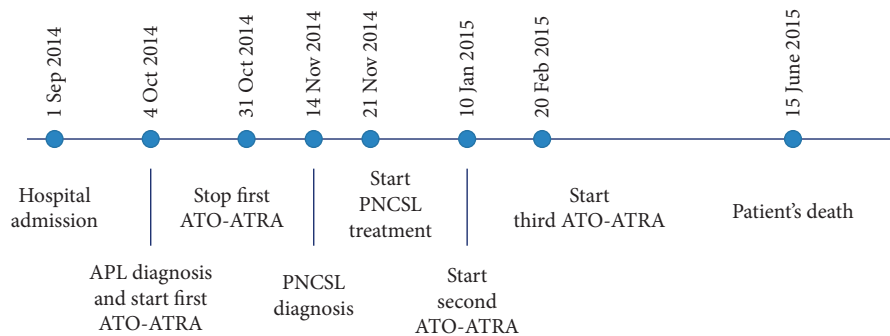 1 Sep 2014
4 Oct 2014
31 Oct 2014
14 Nov 2014
21 Nov 2014
10 Jan 2015
20 Feb 2015
15 June 2015
Hospital
admission
APL diagnosis
and start first
ATO-ATRA
Stop first
ATO-ATRA
PNCSL
diagnosis
Start
PNCSL
treatment
Start
second
ATO-ATRA
Start
third ATO-ATRA
Patient’s death